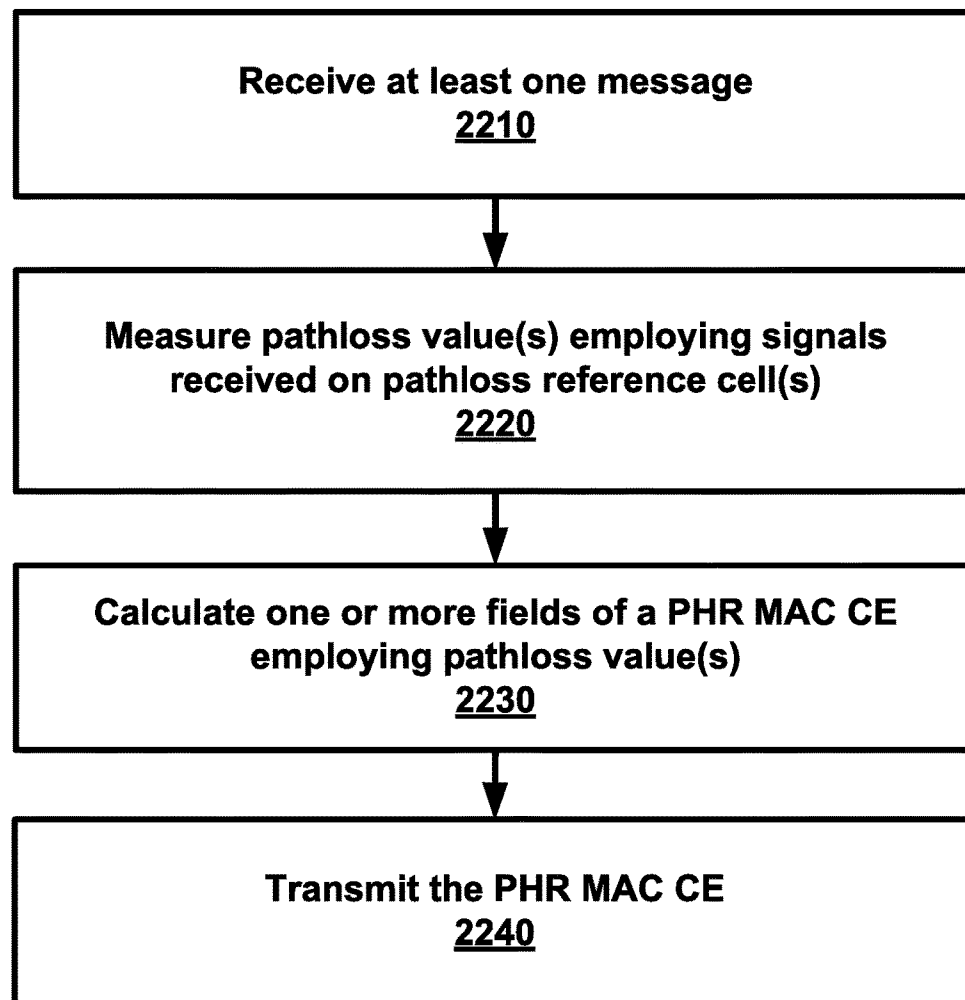 Receive at least one message
2210
Measure pathloss value(s) employing signals
received on pathloss reference cell(s)
2220
Calculate one or more fields of a PHR MAC CE
employing pathloss value(s)
2230
Transmit the PHR MAC CE
2240